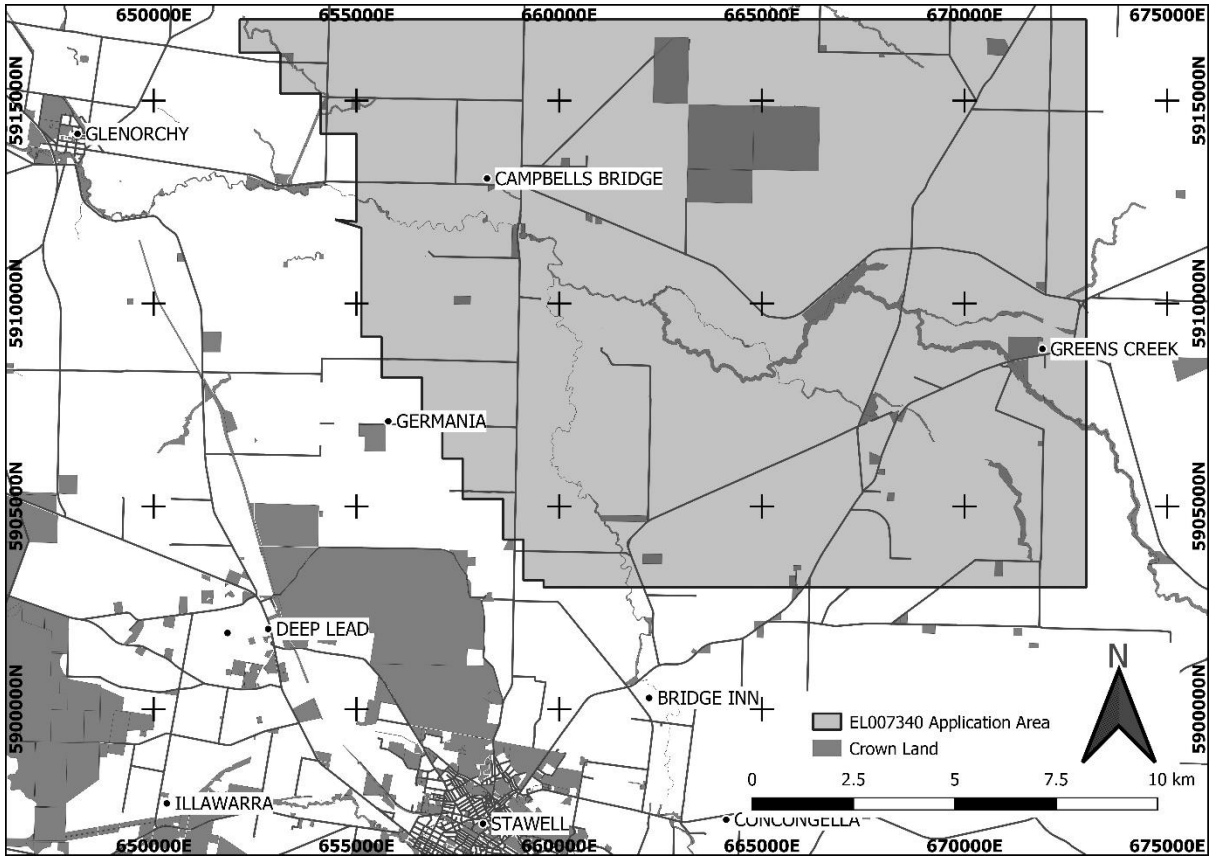 650000E 655000E 660000E 665000E 670000E 675000E
5915000N 5915000N
GLENORCHY
CAMPBELLS BRIDGE
5910000N 5910000N
GREENS CREEK
GERMANIA
5905000N 5905000N
DEEP LEAD
BRIDGE INN
5900000N 5900000N
N
EL007340 Application Area
Crown Land
0 2.5 5 7.5 10 km
ILLAWARRA
STAWELL
CONCONGELLA
650000E 655000E 660000E 665000E 670000E 675000E